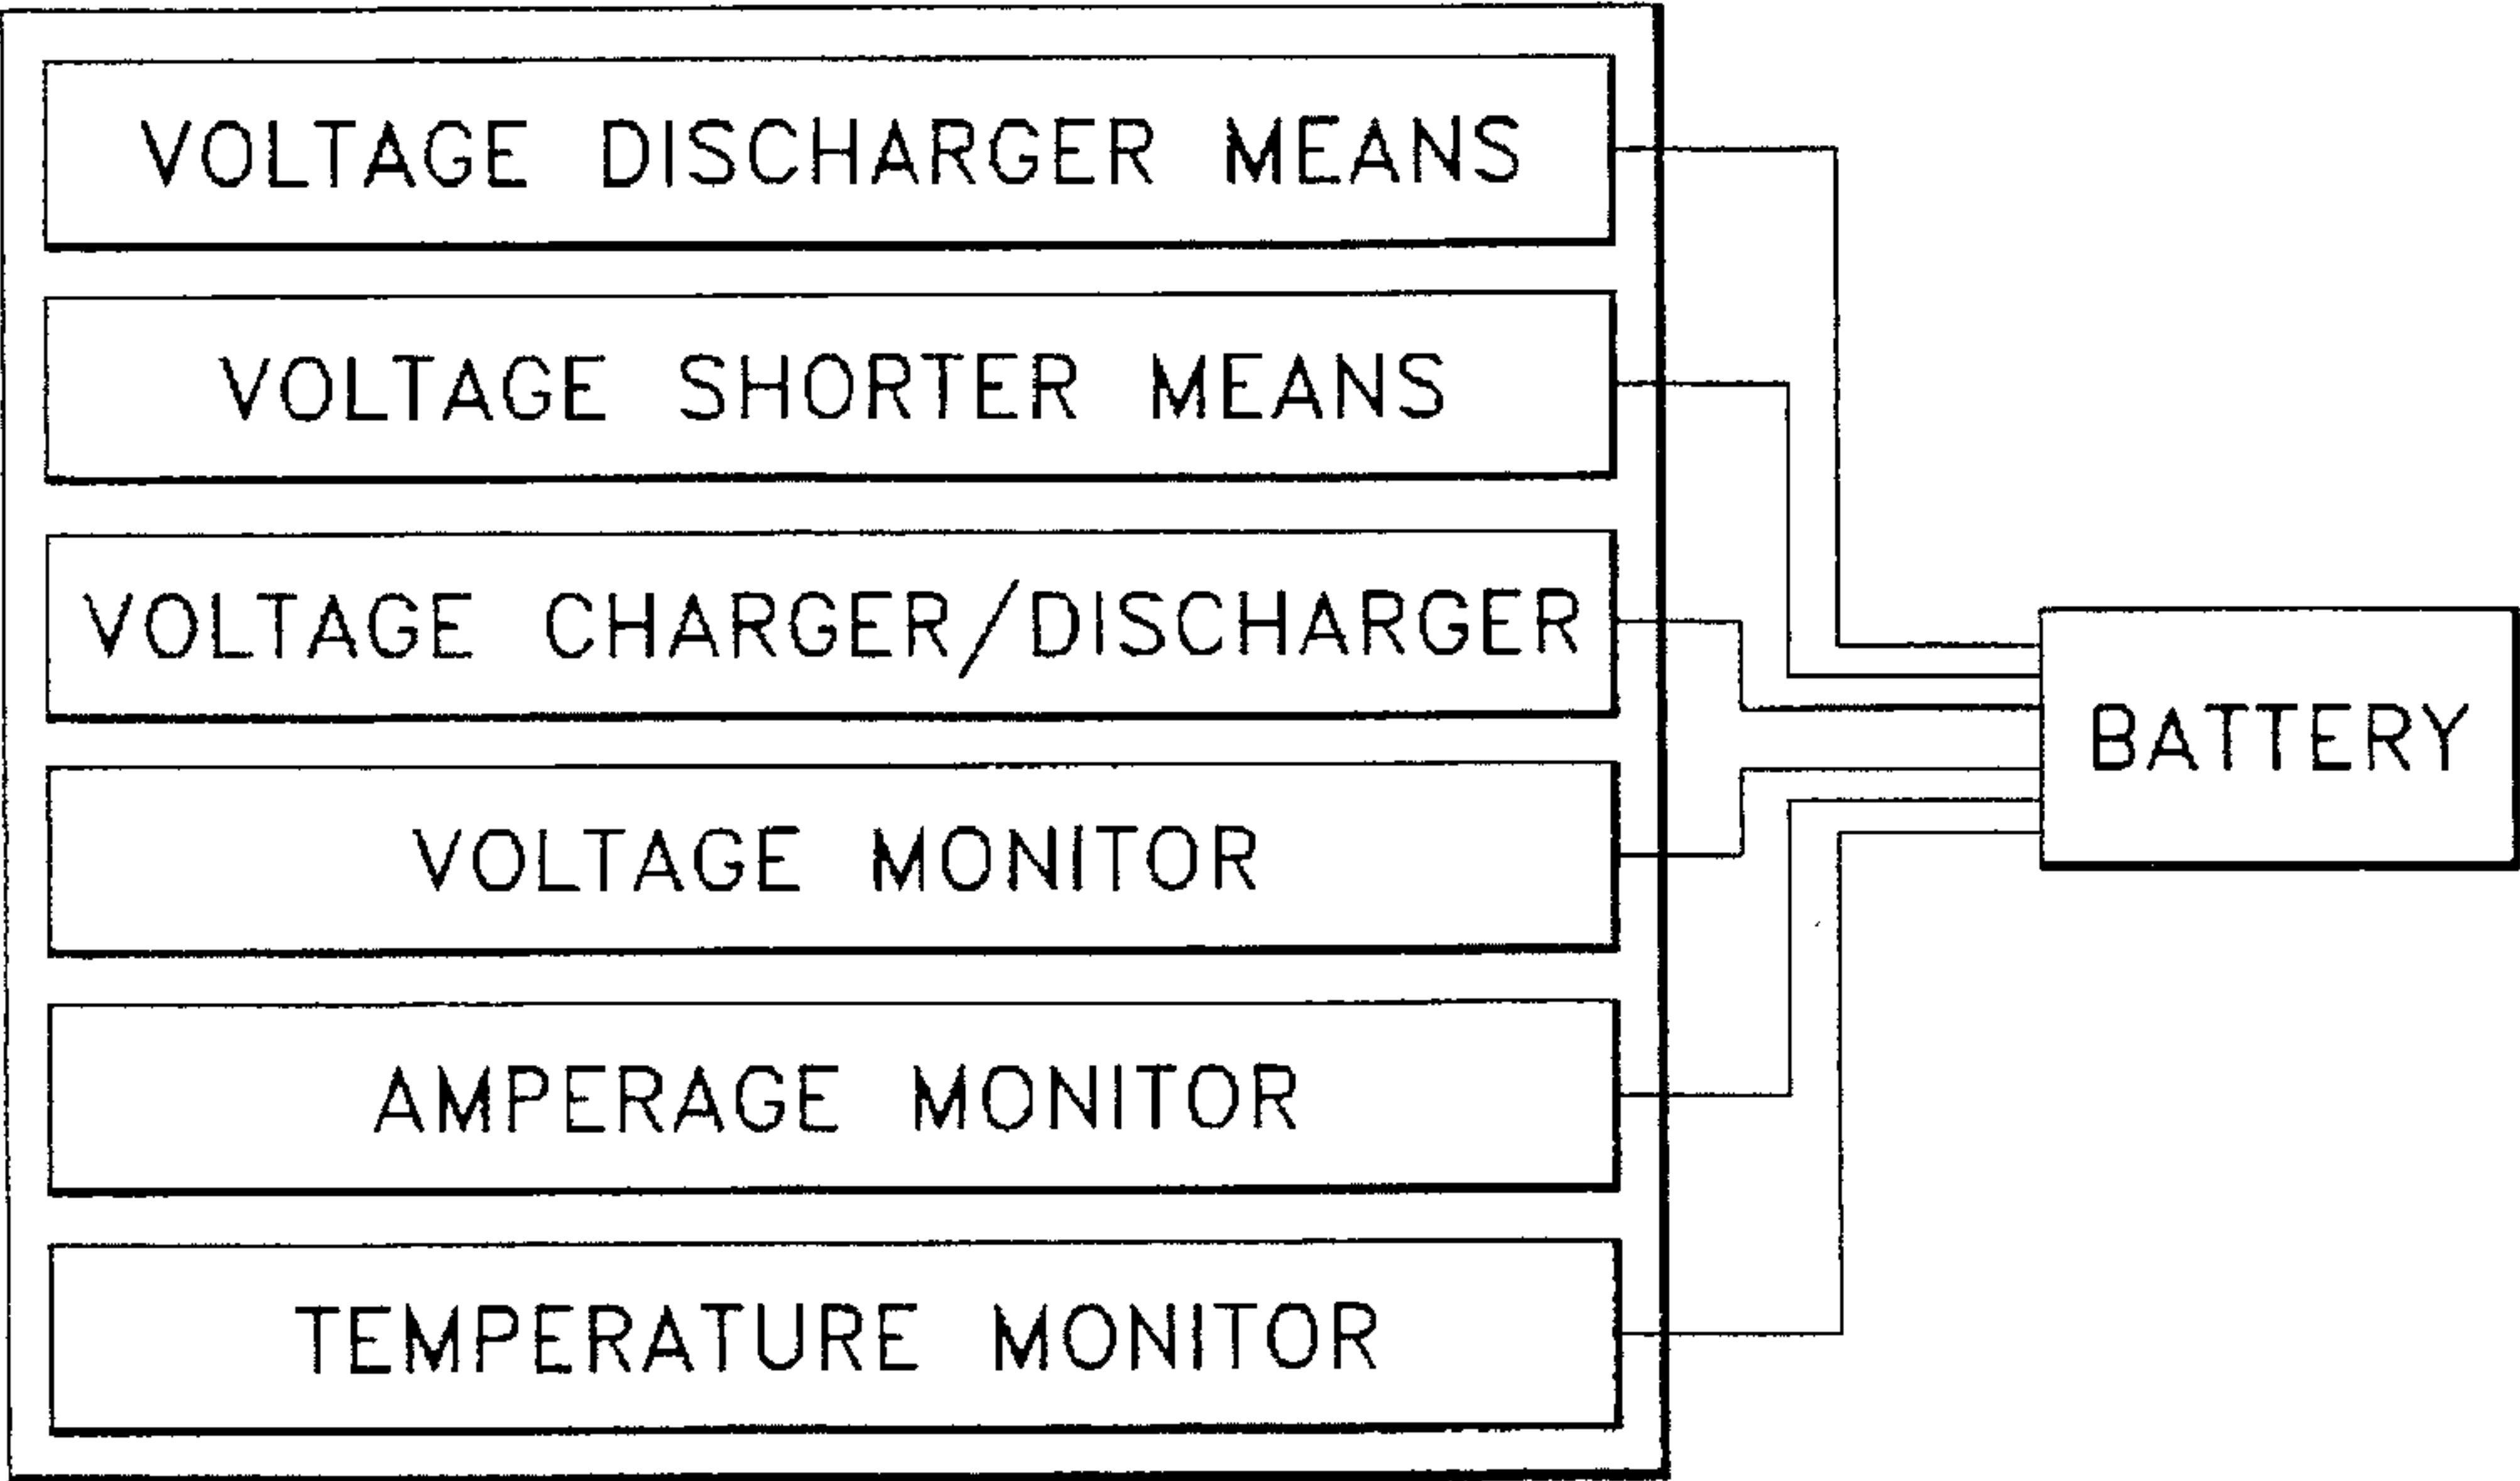 VOLTAGE DISCHARGER MEANS
VOLTAGE SHORTER MEANS
VOLTAGE CHARGER/DISCHARGER
BATTERY
VOLTAGE MONITOR
AMPERAGE MONITOR
TEMPERATURE MONITOR